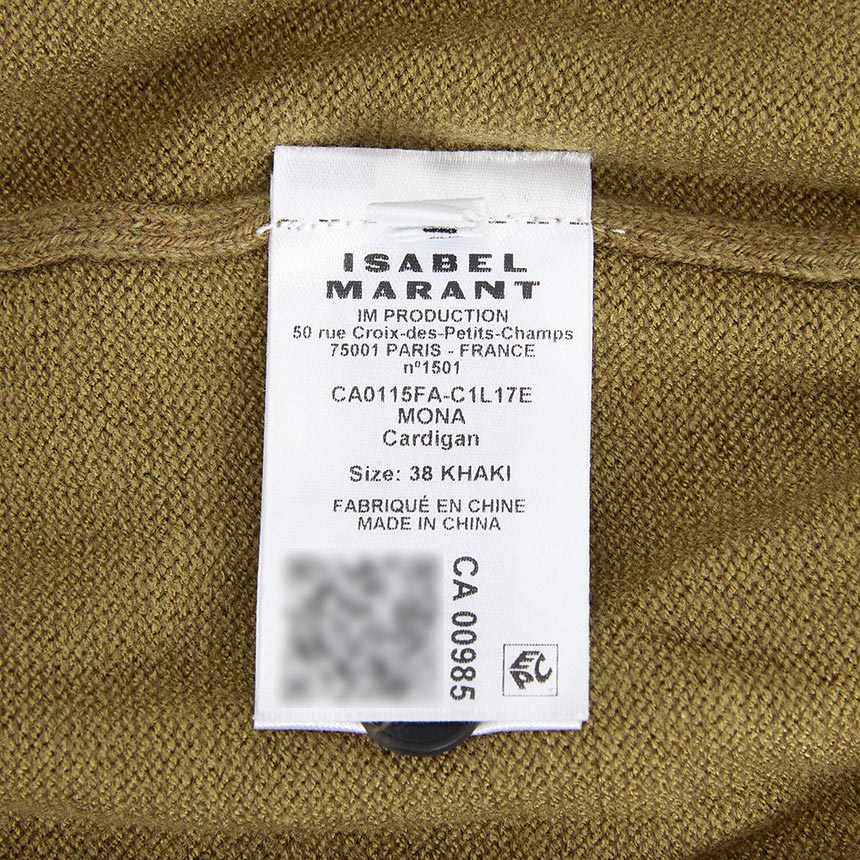 ISABEL
MARANT
IM PRODUCTION
50 rue Croix-des-Petits-Champs
75001 PARIS - FRANCE
nº1501
CA0115FA-C1L17E
MONA
Cardigan
Size: 38 KHAKI
FABRIQUÉ EN CHINE
MADE IN CHINA
CA 00985